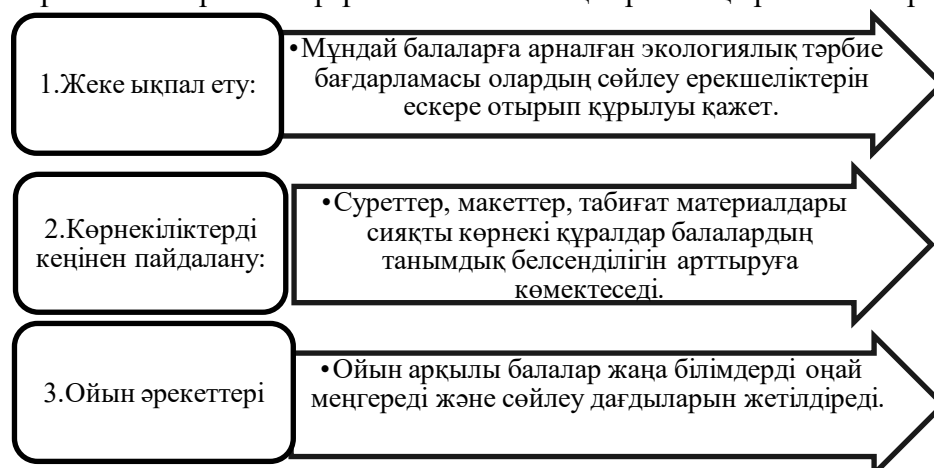 1.Жеке ықпал ету:
•Мұндай балаларға арналған экологиялық тәрбие
бағдарламасы олардың сөйлеу ерекшеліктерін
ескере отырып құрылуы қажет.
2.Көрнекіліктерді
кеңінен пайдалану:
•Суреттер, макеттер, табиғат материалдары
сияқты көрнекі құралдар балалардың
танымдық белсенділігін арттыруға
көмектеседі.
3.Ойын әрекеттері
•Ойын арқылы балалар жаңа білімдерді оңай
меңгереді және сөйлеу дағдыларын жетілдіреді.